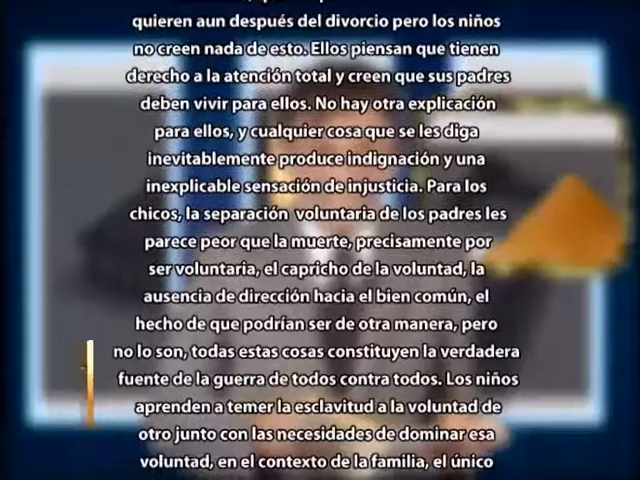 quieren aun después del divorcio pero los niños
no creen nada de esto. Ellos piensan que tienen
derecho a la atención total y creen que sus padres
deben vivir para ellos. No hay otra explicación
para ellos, y cualquier cosa que se les diga
inevitablemente produce indignación y una
inexplicable sensación de injusticia. Para los
chicos, la separación voluntaria de los padres les
parece peor que la muerte, precisamente por
ser voluntaria, el capricho de la voluntad, la
ausencia de dirección hacia el bien común, el
hecho de que podrían ser de otra manera, pero
no lo son, todas estas cosas constituyen la verdadera
fuente de la guerra de todos contra todos. Los niños
aprenden a temer la esclavitud a la voluntad de
otro junto con las necesidades de dominar esa
voluntad, en el contexto de la familia, el único